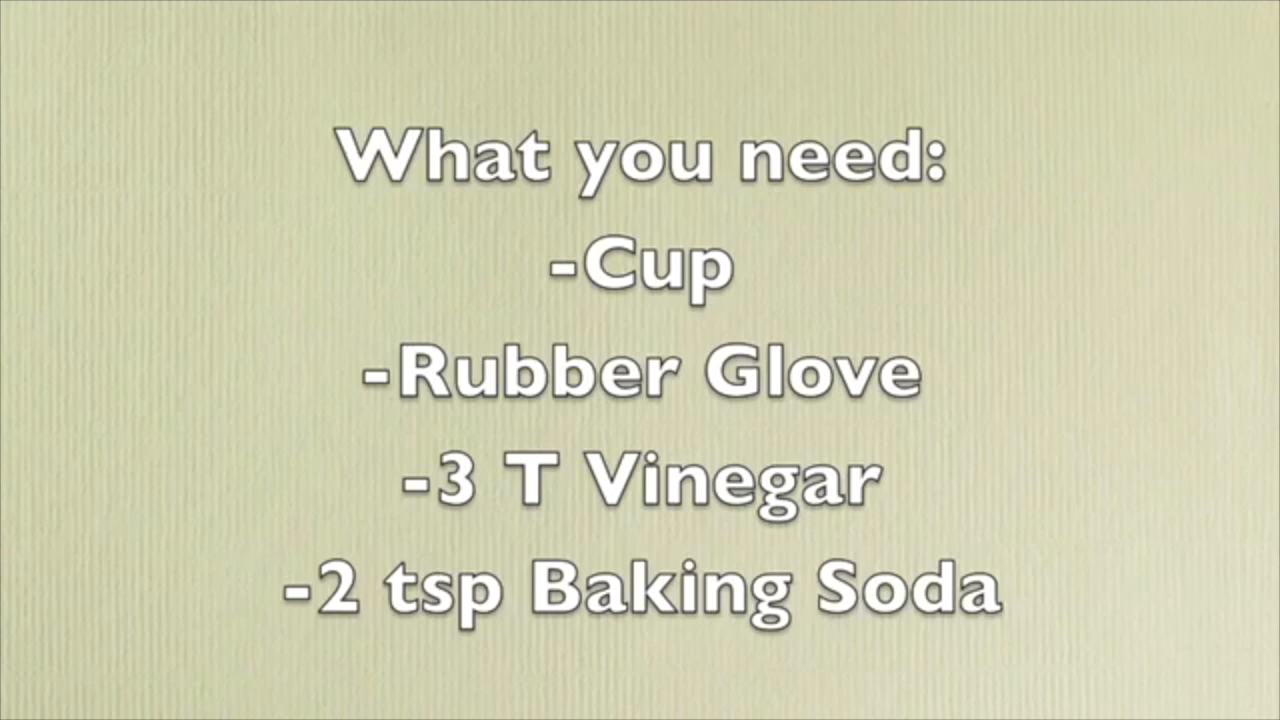 What you need:
-Cup
-Rubber Glove
-3 T Vinegar
-2 tsp Baking Soda